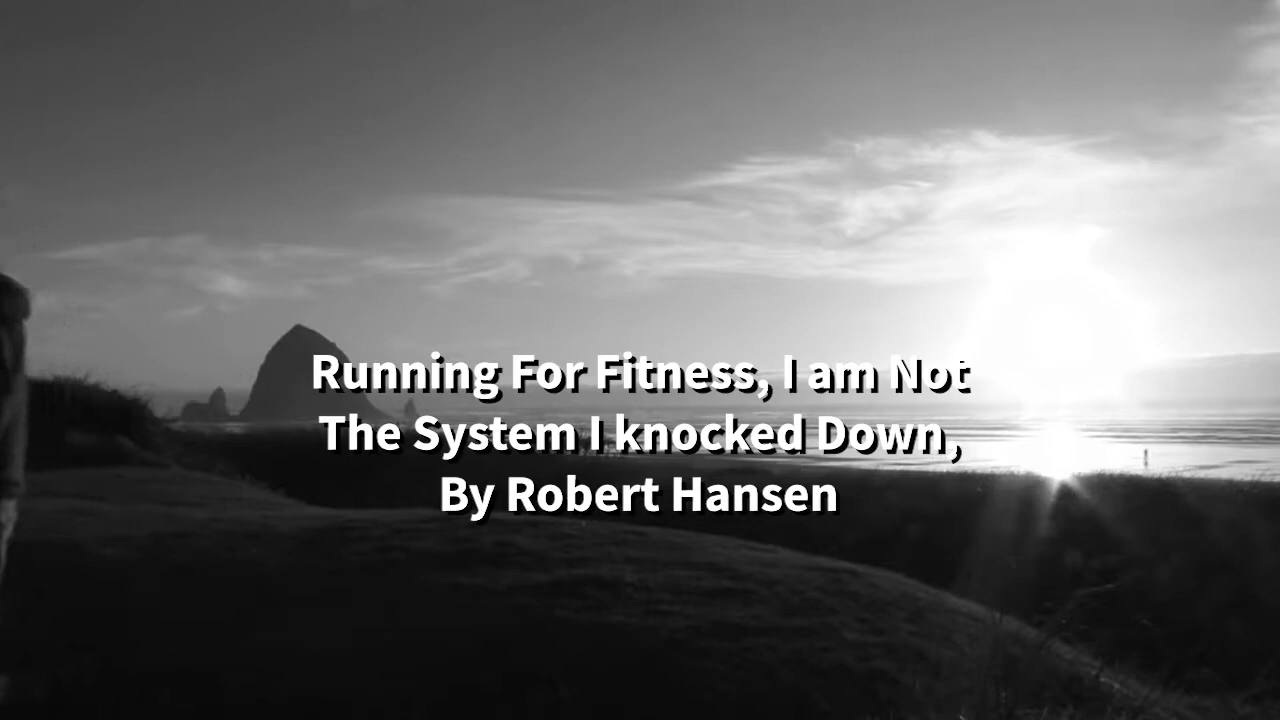 Running For Fitness, I am Not
The System I knocked Down,
By Robert Hansen